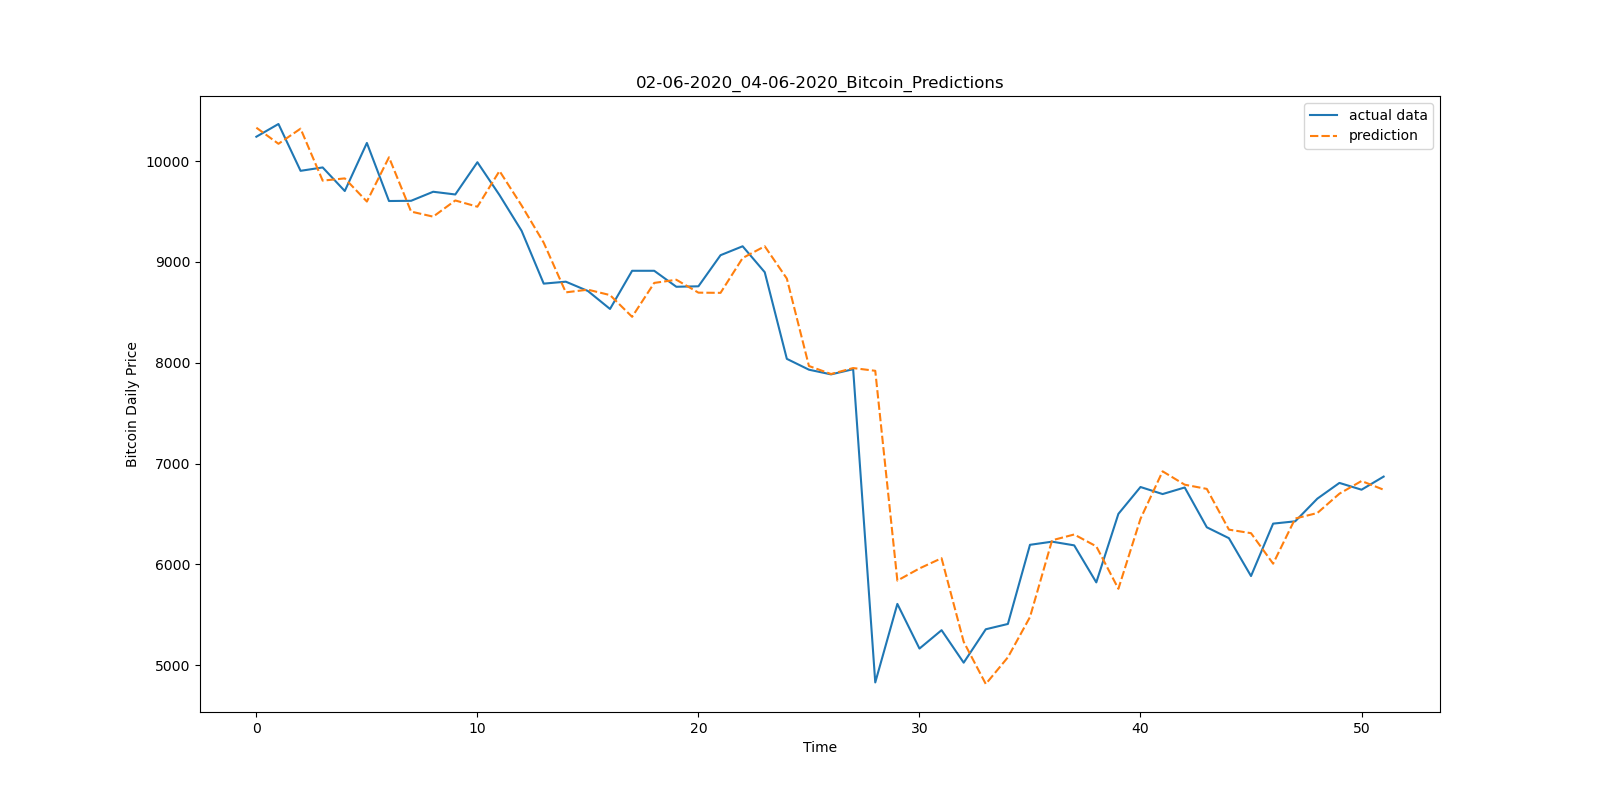 02-06-2020_04-06-2020_Bitcoin_Predictions
actual data
prediction
Bitcoin Daily Price
10000
9000
8000
7000
6000
5000
0 10 20 30 40 50
Time